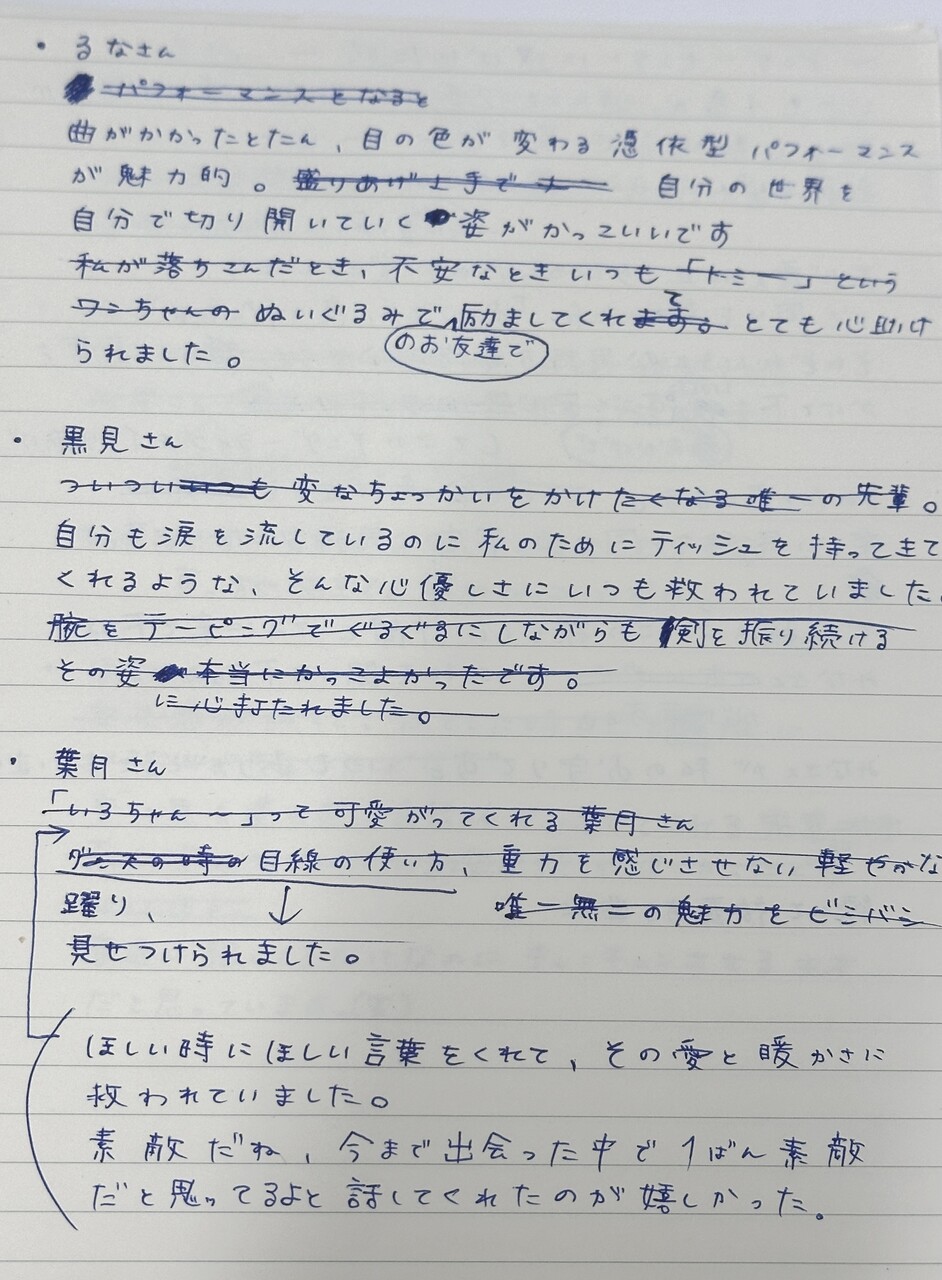 ・るなさん
パフォーマンスとなると
曲がかかったとたん、目の色が変わる憑依型パフォーマンス
が魅力的。盛りあげ上手で 自分の世界を
自分で切り開いていく姿がかっこいいです
私が落ちこんだとき、不安なときいつも「トミー」という
ワンちゃんのぬいぐるみで励ましてくれます。てとても心助け
のお友達で
られました。
・黒見さん
ついついいつも変なちょっかいをかけたくなる唯一の先輩。
自分も涙を流しているのに私のためにティッシュを持ってきて
くれるような、そんな心優しさにいつも救われていました。
腕をテーピングでぐるぐるにしながらも剣を振り続ける
その姿本当にかっこよかったです。
に心打たれました。
・葉月さん
「いろちゃん〜」って可愛がってくれる葉月さん
ダンスの時の目線の使い方、重力を感じさせない軽やかな
躍り、 唯一無二の魅力をビシバシ
見せつけられました。
ほしい時にほしい言葉をくれて、その愛と暖かさに
救われていました。
素敵だね、今まで出会った中で1ばん素敵
だと思ってるよと話してくれたのが嬉しかった。